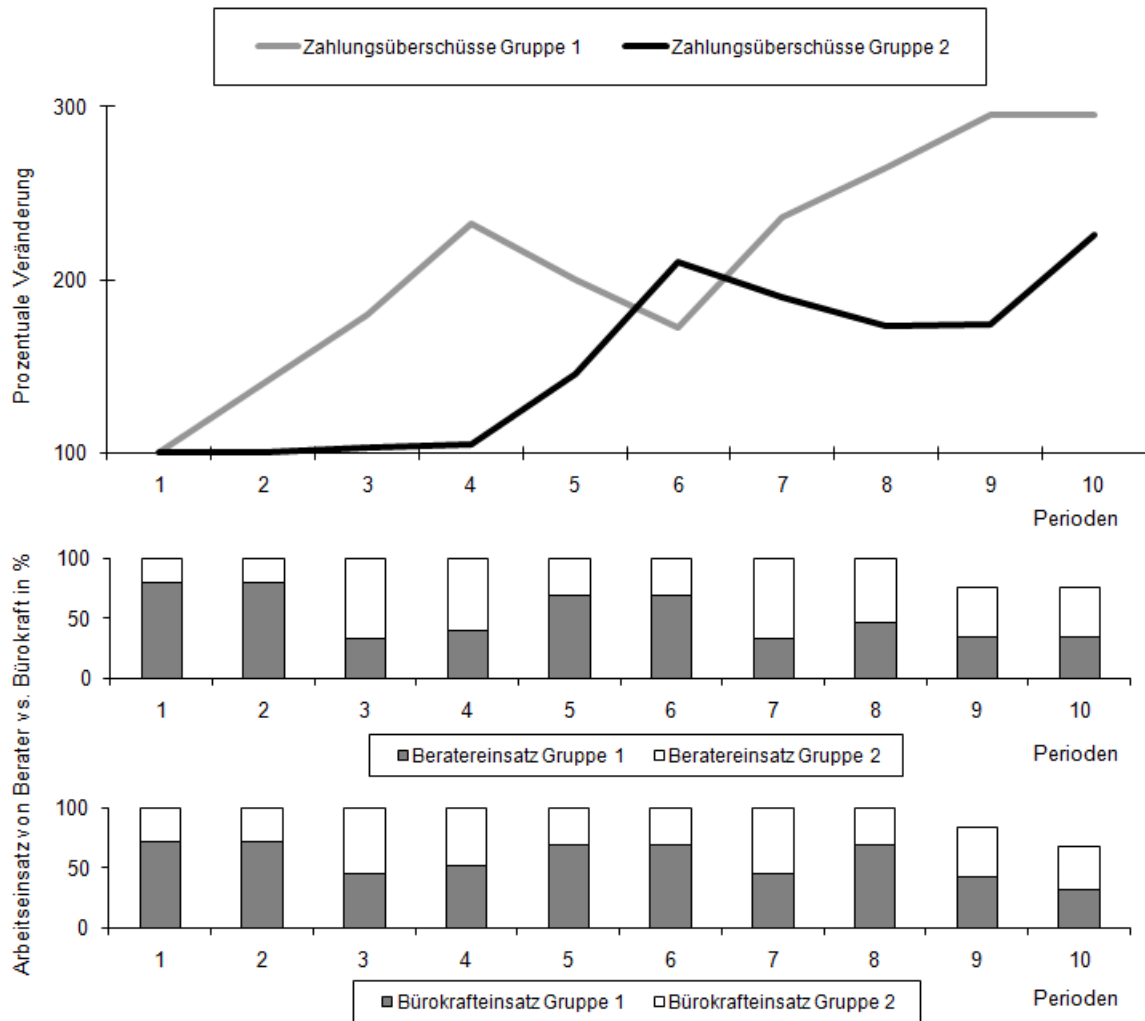 Zahlungsüberschüsse Gruppe 1 Zahlungsüberschüsse Gruppe 2
Prozentuale Veränderung
300
200
100
1 2 3 4 5 6 7 8 9 10
Perioden
Arbeitseinsatz von Berater vs. Bürokraft in %
100
50
0
1 2 3 4 5 6 7 8 9 10
Beratereinsatz Gruppe 1 Beratereinsatz Gruppe 2
Perioden
100
50
0
1 2 3 4 5 6 7 8 9 10
Bürokrafteinsatz Gruppe 1 Bürokrafteinsatz Gruppe 2
Perioden